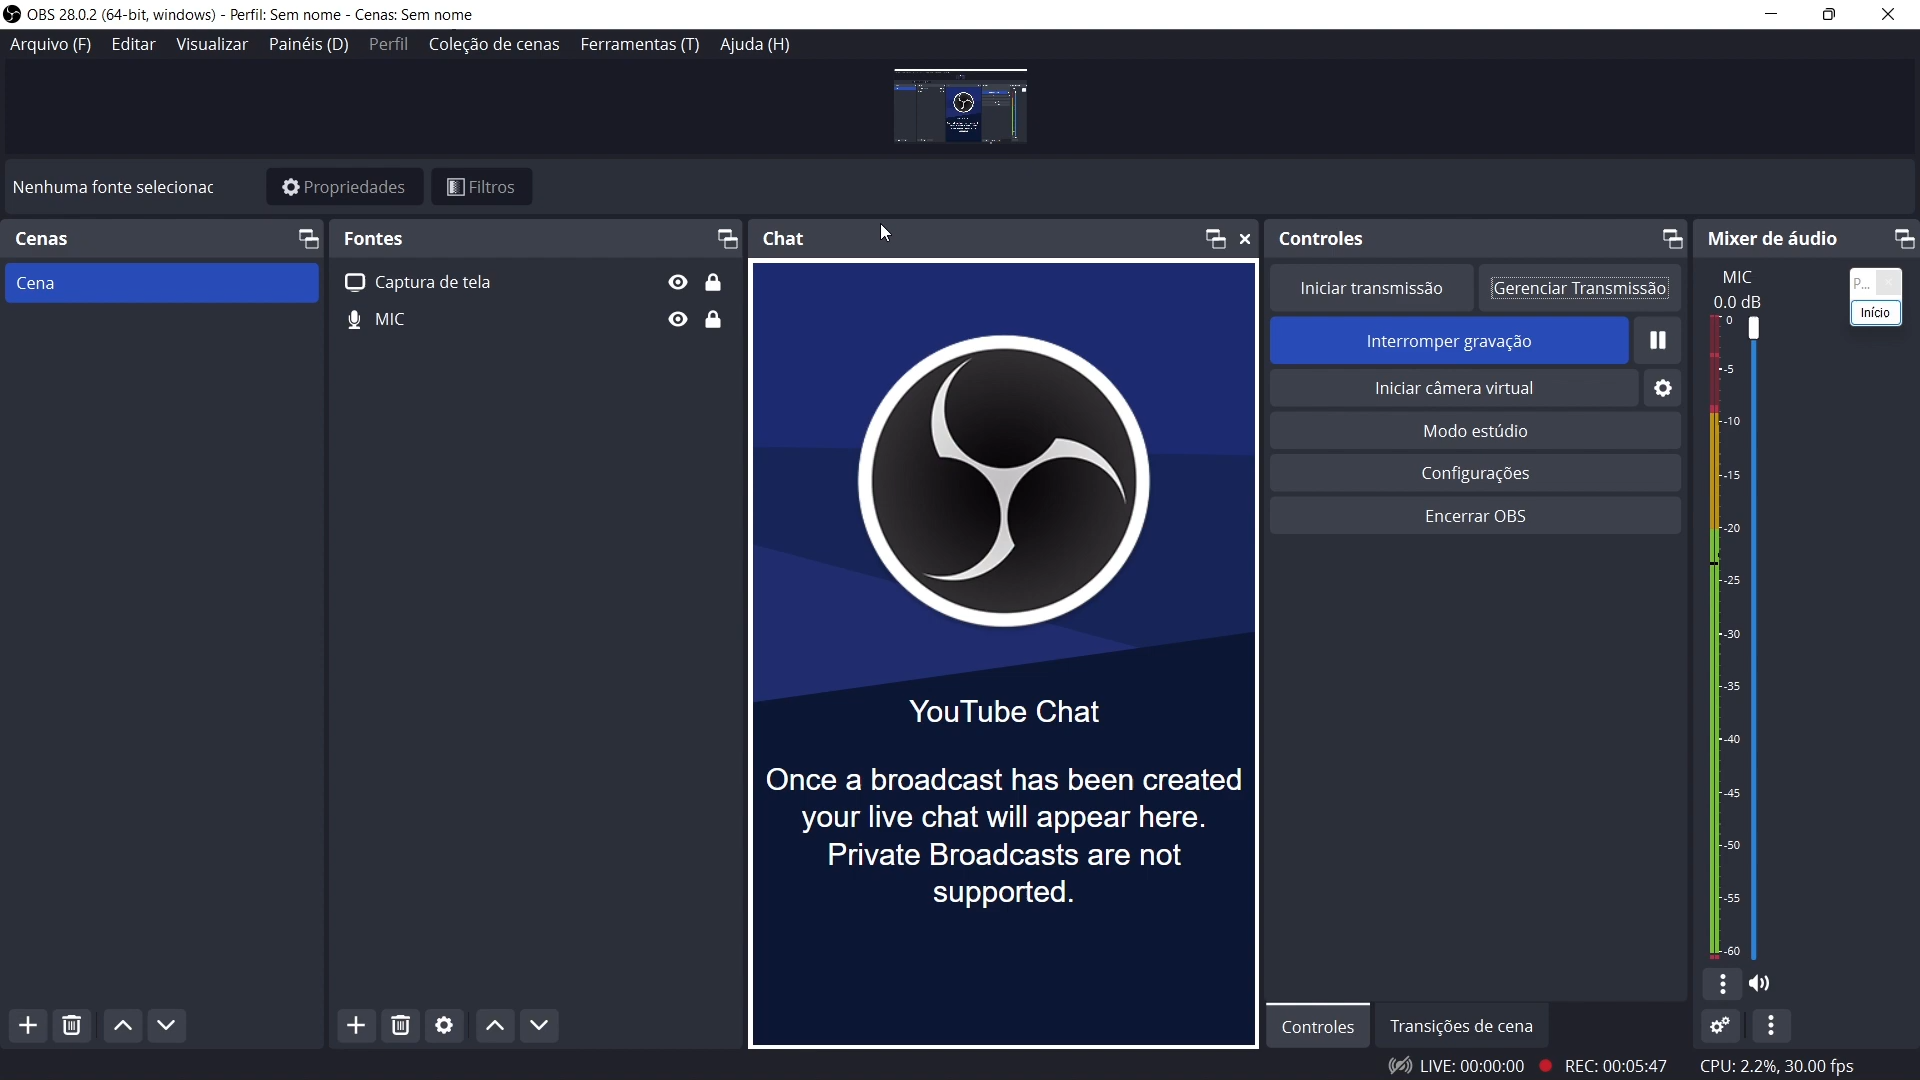 OBS 28.0.2 (64-bit, windows) - Perfil: Sem nome - Cenas: Sem nome
Arquivo (F) Editar Visualizar Painéis (D) Perfil Coleção de cenas Ferramentas (T) Ajuda (H)
Nenhuma fonte selecionac Propriedades Filtros
Cenas
Cena
Fontes
Captura de tela
MIC
Chat
YouTube Chat
Once a broadcast has been created
your live chat will appear here.
Private Broadcasts are not
supported.
Controles
Iniciar transmissão Gerenciar Transmissão
Interromper gravação
Iniciar câmera virtual
Modo estúdio
Configurações
Encerrar OBS
Controles Transições de cena
Mixer de áudio
MIC
0.0 dB
0
-5
-10
-15
-20
-25
-30
-35
-40
-45
-50
-55
-60
P...
Início
LIVE: 00:00:00 REC: 00:05:47 CPU: 2.2%, 30.00 fps